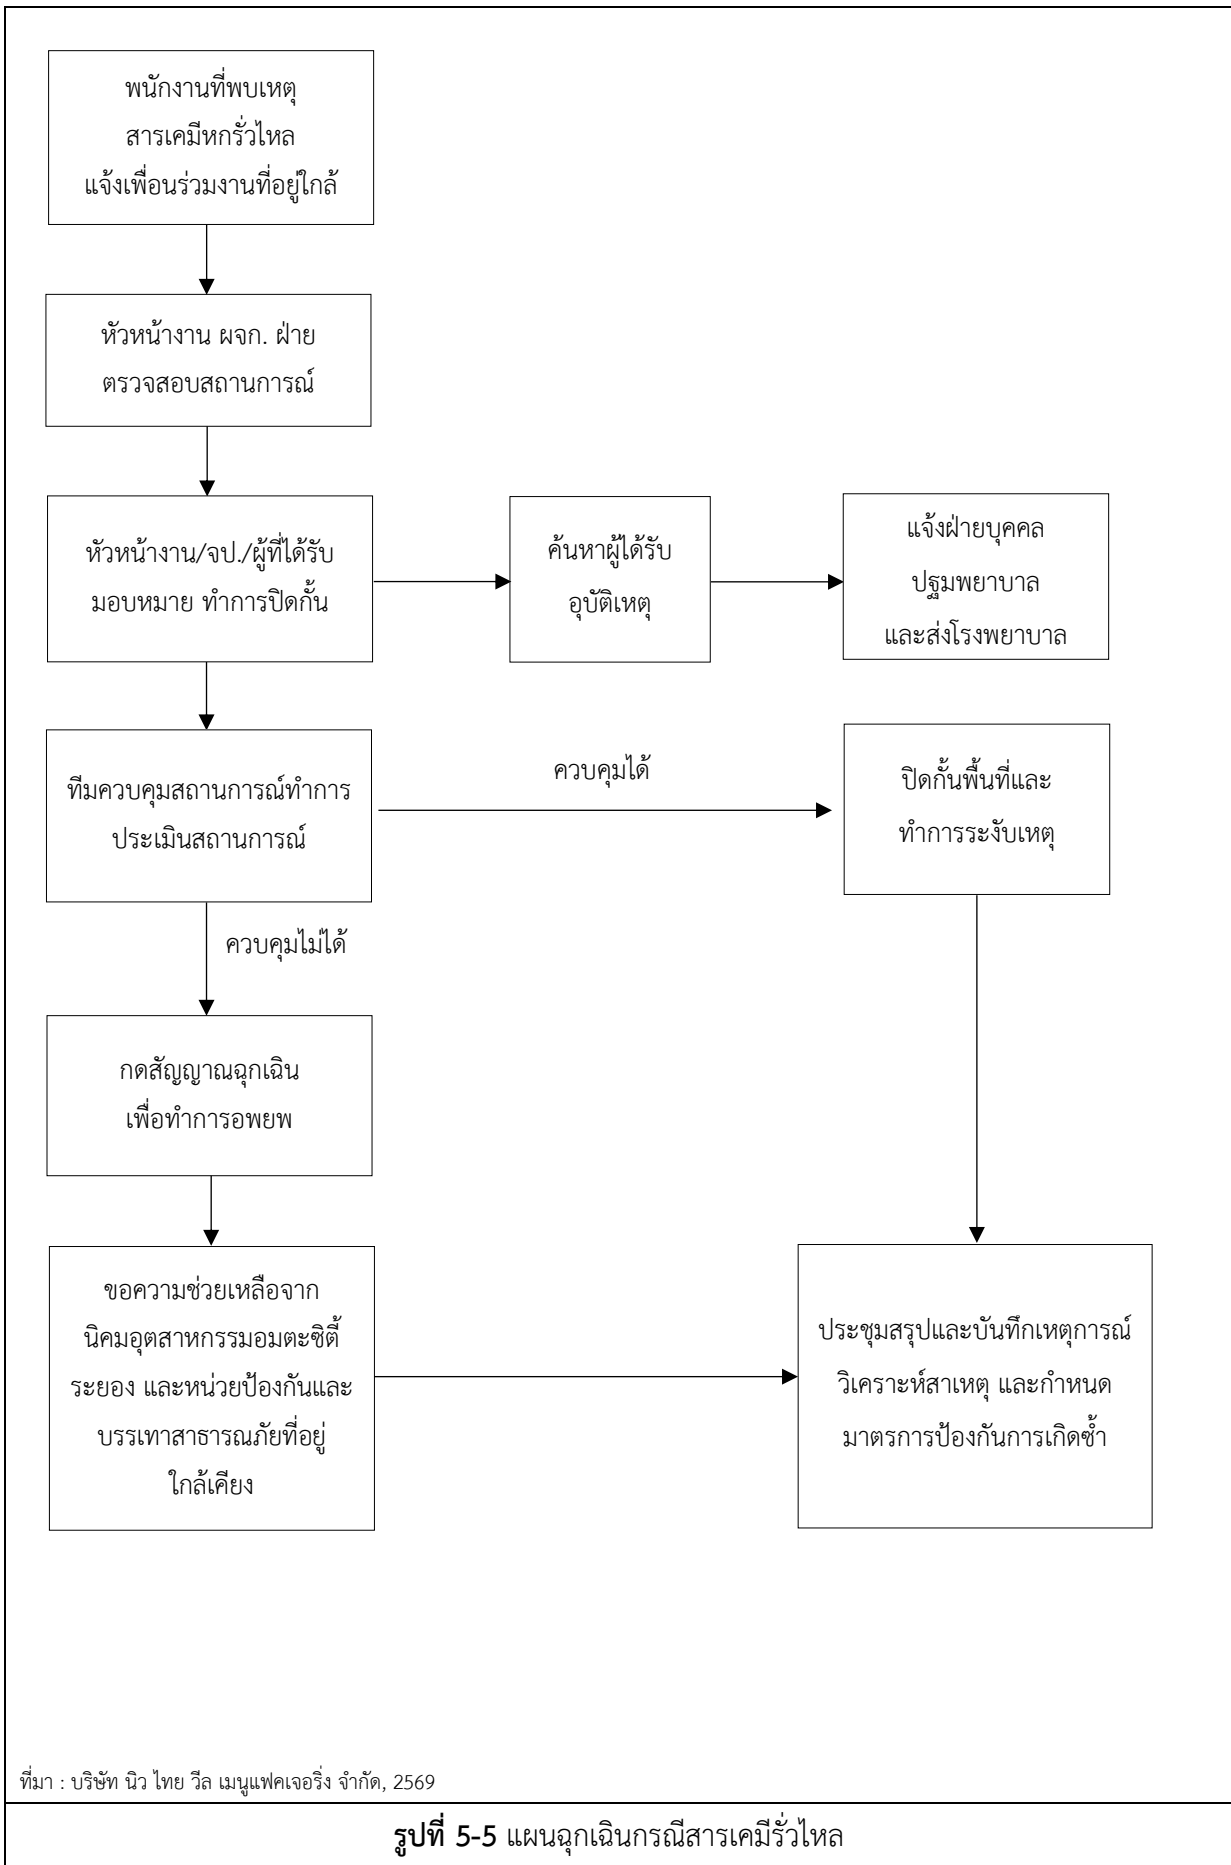 พนักงานที่พบเหตุ
สารเคมีหกรั่วไหล
แจ้งเพื่อนร่วมงานที่อยู่ใกล้
หัวหน้างาน ผจก. ฝ่าย
ตรวจสอบสถานการณ์
หัวหน้างาน/จป./ผู้ที่ได้รับ
มอบหมาย ทำการปิดกั้น
ค้นหาผู้ได้รับ
อุบัติเหตุ
แจ้งฝ่ายบุคคล
ปฐมพยาบาล
และส่งโรงพยาบาล
ทีมควบคุมสถานการณ์ทำการ
ประเมินสถานการณ์
ควบคุมได้
ปิดกั้นพื้นที่และ
ทำการระงับเหตุ
ควบคุมไม่ได้
กดสัญญาณฉุกเฉิน
เพื่อทำการอพยพ
ขอความช่วยเหลือจาก
นิคมอุตสาหกรรมอมตะซิตี้
ระยอง และหน่วยป้องกันและ
บรรเทาสาธารณภัยที่อยู่
ใกล้เคียง
ประชุมสรุปและบันทึกเหตุการณ์
วิเคราะห์สาเหตุ และกำหนด
มาตรการป้องกันการเกิดซ้ำ
ที่มา : บริษัท นิว ไทย วีล เมนูแฟคเจอริ่ง จำกัด, 2569
รูปที่ 5-5 แผนฉุกเฉินกรณีสารเคมีรั่วไหล